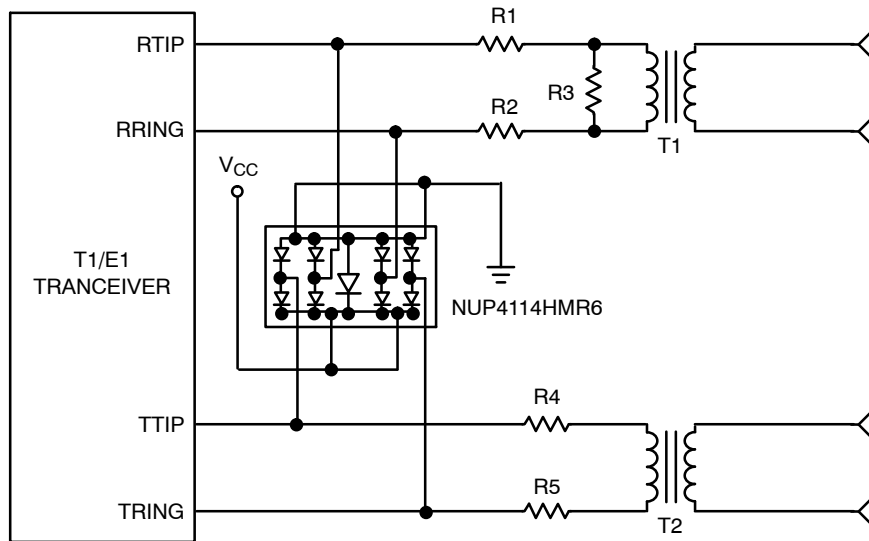 R1
RTIP
R3
R2
RRING
T1
VCC
T1/E1
TRANCEIVER
NUP4114HMR6
R4
TTIP
R5
TRING
T2